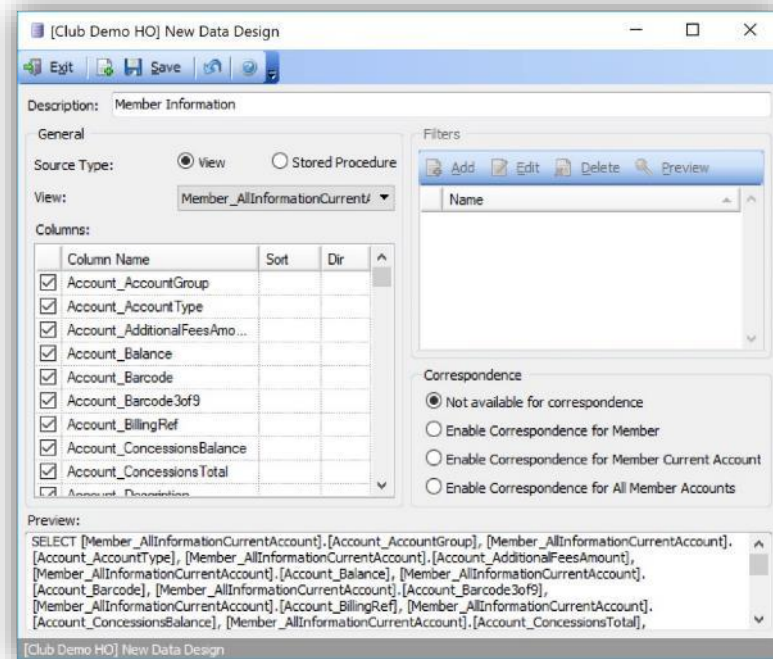 [Club Demo HO] New Data Design
Exit Save
Description: Member Information
General
Source Type: View Stored Procedure
View: Member_AllInformationCurrentA
Columns:
Column Name Sort Dir
Account_AccountGroup
Account_AccountType
Account_AdditionalFeesAmo...
Account_Balance
Account_Barcode
Account_Barcode3of9
Account_BillingRef
Account_ConcessionsBalance
Account_ConcessionsTotal
Account_Description
Filters
Add Edit Delete Preview
Name
Correspondence
Not available for correspondence
Enable Correspondence for Member
Enable Correspondence for Member Current Account
Enable Correspondence for All Member Accounts
Preview:
SELECT [Member_AllInformationCurrentAccount].[Account_AccountGroup], [Member_AllInformationCurrentAccount].
[Account_AccountType], [Member_AllInformationCurrentAccount].[Account_AdditionalFeesAmount],
[Member_AllInformationCurrentAccount].[Account_Balance], [Member_AllInformationCurrentAccount].
[Account_Barcode], [Member_AllInformationCurrentAccount].[Account_Barcode3of9],
[Member_AllInformationCurrentAccount].[Account_BillingRef], [Member_AllInformationCurrentAccount].
[Account_ConcessionsBalance], [Member_AllInformationCurrentAccount].[Account_ConcessionsTotal],
[Club Demo HO] New Data Design